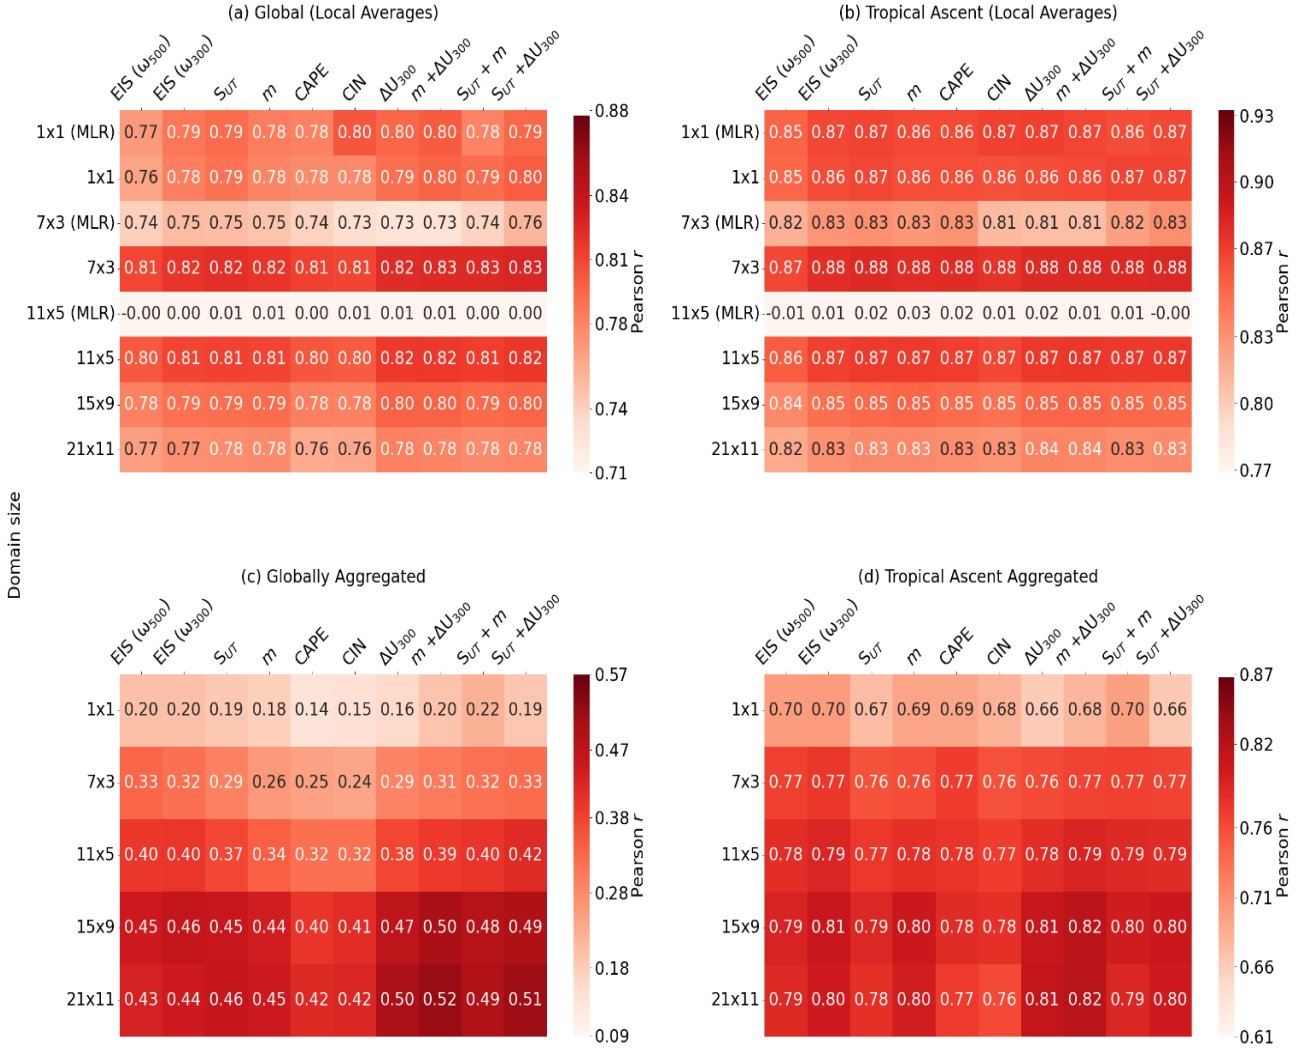 (a) Global (Local Averages)
EIS (ω500) EIS (ω300) SUT m CAPE CIN ΔU300 m +ΔU300 SUT + m SUT +ΔU300
1x1 (MLR) 0.77 0.79 0.79 0.78 0.78 0.80 0.80 0.80 0.78 0.79
1x1 0.76 0.78 0.79 0.78 0.78 0.78 0.79 0.80 0.79 0.80
7x3 (MLR) 0.74 0.75 0.75 0.75 0.74 0.73 0.73 0.73 0.74 0.76
7x3 0.81 0.82 0.82 0.82 0.81 0.81 0.82 0.83 0.83 0.83
11x5 (MLR) -0.00 0.00 0.01 0.01 0.00 0.01 0.01 0.01 0.00 0.00
11x5 0.80 0.81 0.81 0.81 0.80 0.80 0.82 0.82 0.81 0.82
15x9 0.78 0.79 0.79 0.79 0.78 0.78 0.80 0.80 0.79 0.80
21x11 0.77 0.77 0.78 0.78 0.76 0.76 0.78 0.78 0.78 0.78
0.88
0.84
0.81
0.78
0.74
0.71
Pearson r
(b) Tropical Ascent (Local Averages)
EIS (ω500) EIS (ω300) SUT m CAPE CIN ΔU300 m +ΔU300 SUT + m SUT +ΔU300
1x1 (MLR) 0.85 0.87 0.87 0.86 0.86 0.87 0.87 0.87 0.86 0.87
1x1 0.85 0.86 0.87 0.86 0.86 0.86 0.86 0.86 0.87 0.87
7x3 (MLR) 0.82 0.83 0.83 0.83 0.83 0.81 0.81 0.81 0.82 0.83
7x3 0.87 0.88 0.88 0.88 0.88 0.88 0.88 0.88 0.88 0.88
11x5 (MLR) -0.01 0.01 0.02 0.03 0.02 0.01 0.02 0.01 0.01 -0.00
11x5 0.86 0.87 0.87 0.87 0.87 0.87 0.87 0.87 0.87 0.87
15x9 0.84 0.85 0.85 0.85 0.85 0.85 0.85 0.85 0.85 0.85
21x11 0.82 0.83 0.83 0.83 0.83 0.83 0.84 0.84 0.83 0.83
0.93
0.90
0.87
0.83
0.80
0.77
Pearson r
Domain size
(c) Globally Aggregated
EIS (ω500) EIS (ω300) SUT m CAPE CIN ΔU300 m +ΔU300 SUT + m SUT +ΔU300
1x1 0.20 0.20 0.19 0.18 0.14 0.15 0.16 0.20 0.22 0.19
7x3 0.33 0.32 0.29 0.26 0.25 0.24 0.29 0.31 0.32 0.33
11x5 0.40 0.40 0.37 0.34 0.32 0.32 0.38 0.39 0.40 0.42
15x9 0.45 0.46 0.45 0.44 0.40 0.41 0.47 0.50 0.48 0.49
21x11 0.43 0.44 0.46 0.45 0.42 0.42 0.50 0.52 0.49 0.51
0.57
0.47
0.38
0.28
0.18
0.09
Pearson r
(d) Tropical Ascent Aggregated
EIS (ω500) EIS (ω300) SUT m CAPE CIN ΔU300 m +ΔU300 SUT + m SUT +ΔU300
1x1 0.70 0.70 0.67 0.69 0.69 0.68 0.66 0.68 0.70 0.66
7x3 0.77 0.77 0.76 0.76 0.77 0.76 0.76 0.77 0.77 0.77
11x5 0.78 0.79 0.77 0.78 0.78 0.77 0.78 0.79 0.79 0.79
15x9 0.79 0.81 0.79 0.80 0.78 0.78 0.81 0.82 0.80 0.80
21x11 0.79 0.80 0.78 0.80 0.77 0.76 0.81 0.82 0.79 0.80
0.87
0.82
0.76
0.71
0.66
0.61
Pearson r